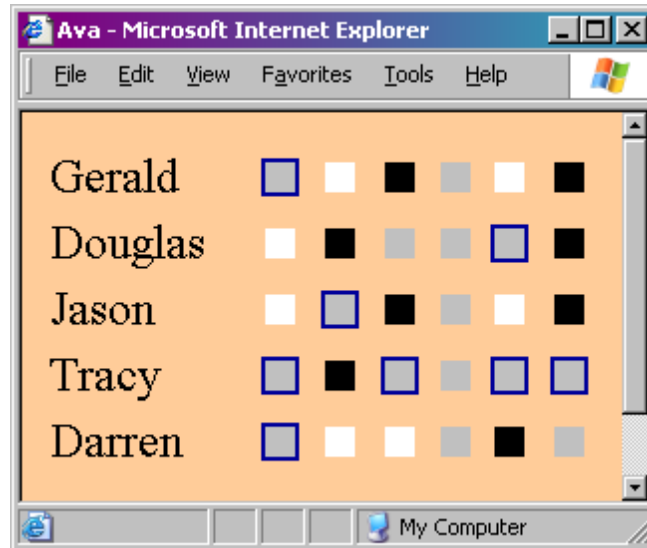 Ava - Microsoft Internet Explorer
File Edit View Favorites Tools Help
Gerald
Douglas
Jason
Tracy
Darren
My Computer